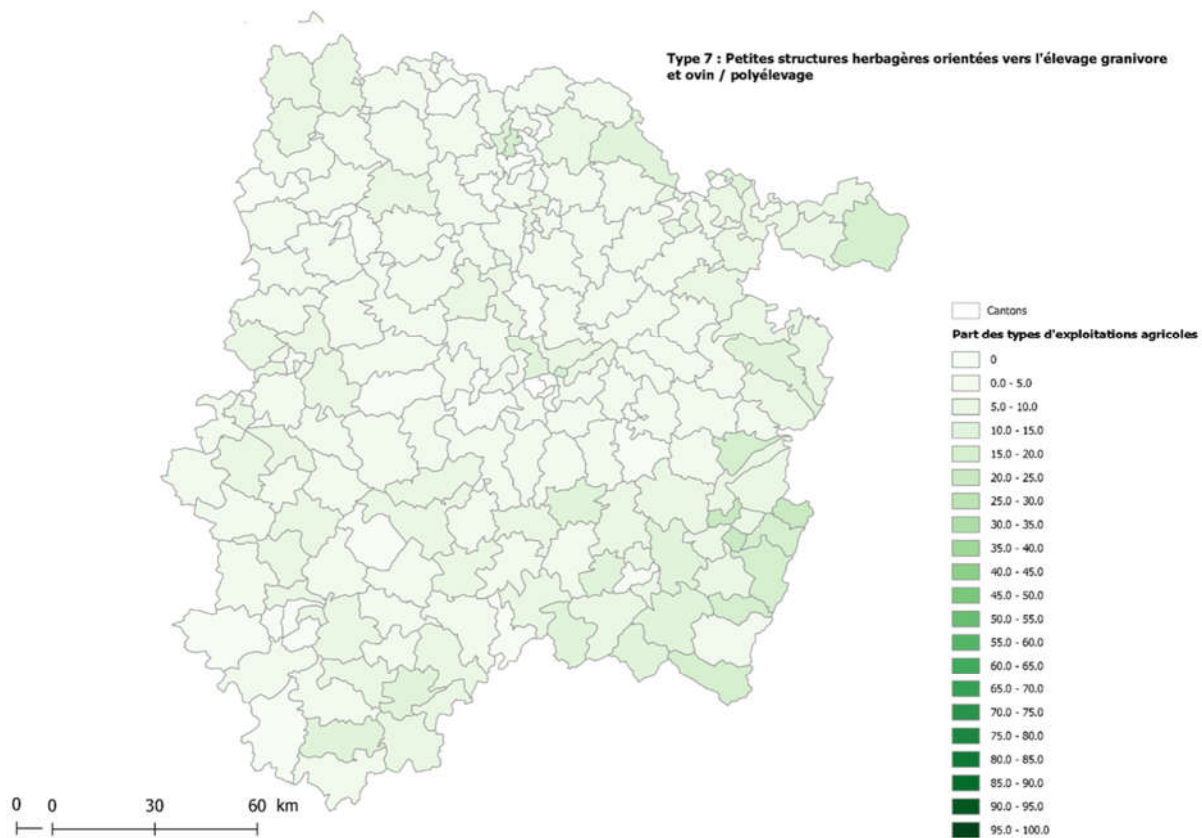 Type 7 : Petites structures herbagères orientées vers l'élevage granivore
et ovin / polyélevage
Cantons
Part des types d'exploitations agricoles
0
0.0 - 5.0
5.0 - 10.0
10.0 - 15.0
15.0 - 20.0
20.0 - 25.0
25.0 - 30.0
30.0 - 35.0
35.0 - 40.0
40.0 - 45.0
45.0 - 50.0
50.0 - 55.0
55.0 - 60.0
60.0 - 65.0
65.0 - 70.0
70.0 - 75.0
75.0 - 80.0
80.0 - 85.0
85.0 - 90.0
90.0 - 95.0
95.0 - 100.0
0 0 30 60 km